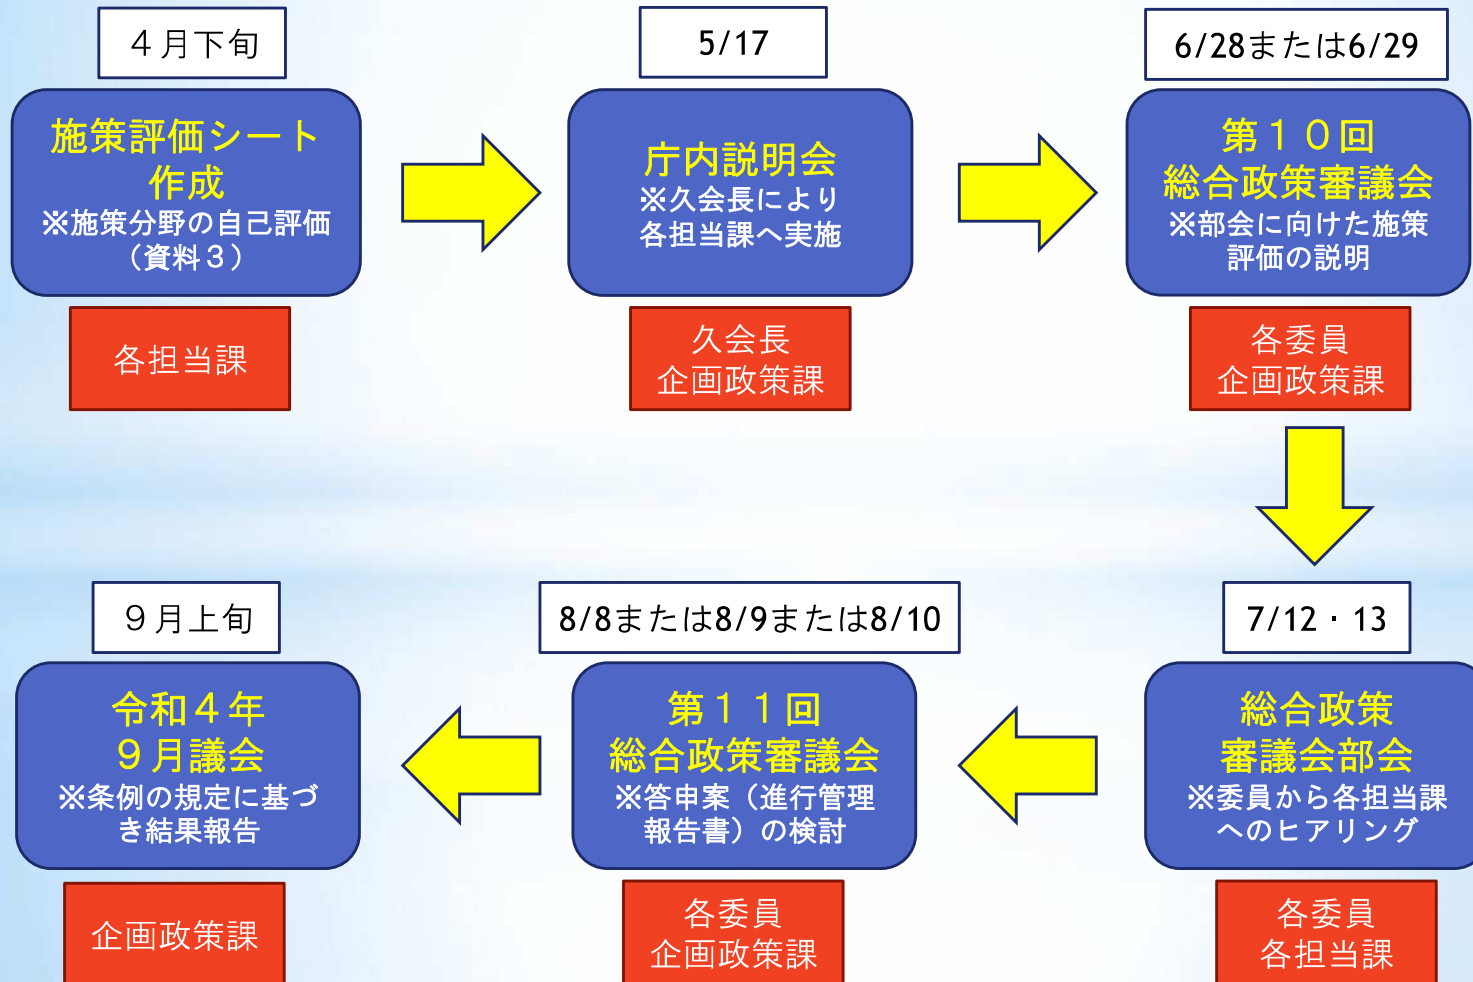 ４月下旬
施策評価シート
作成
※施策分野の自己評価
（資料３）
各担当課
5/17
庁内説明会
※久会長により
各担当課へ実施
久会長
企画政策課
6/28または6/29
第１０回
総合政策審議会
※部会に向けた施策
評価の説明
各委員
企画政策課
7/12・13
総合政策
審議会部会
※委員から各担当課
へのヒアリング
各委員
各担当課
8/8または8/9または8/10
第１１回
総合政策審議会
※答申案（進行管理
報告書）の検討
各委員
企画政策課
９月上旬
令和４年
９月議会
※条例の規定に基づ
き結果報告
企画政策課